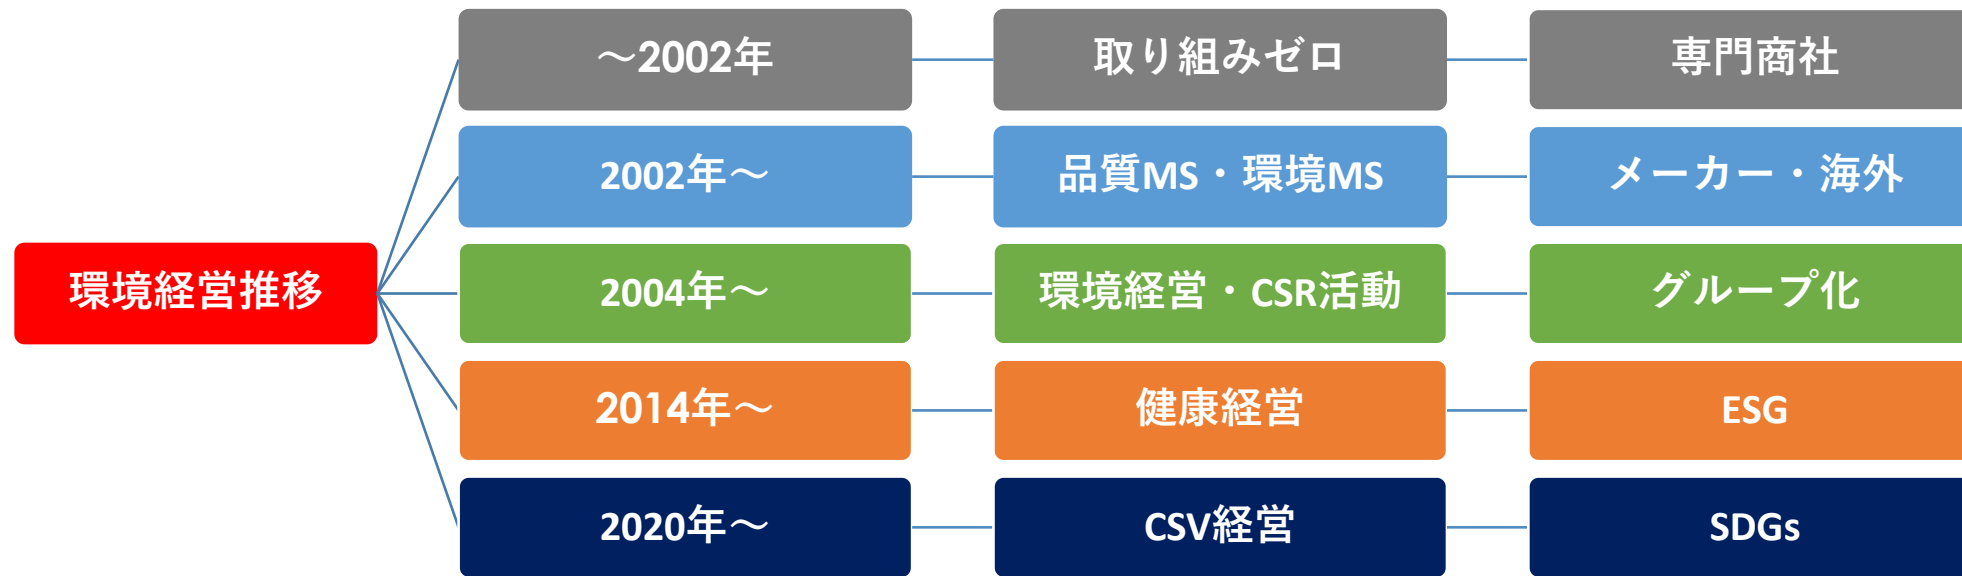 ～2002年
取り組みゼロ
専門商社
2002年～
品質MS・環境MS
メーカー・海外
環境経営推移
2004年～
環境経営・CSR活動
グループ化
2014年～
健康経営
ESG
2020年～
CSV経営
SDGs